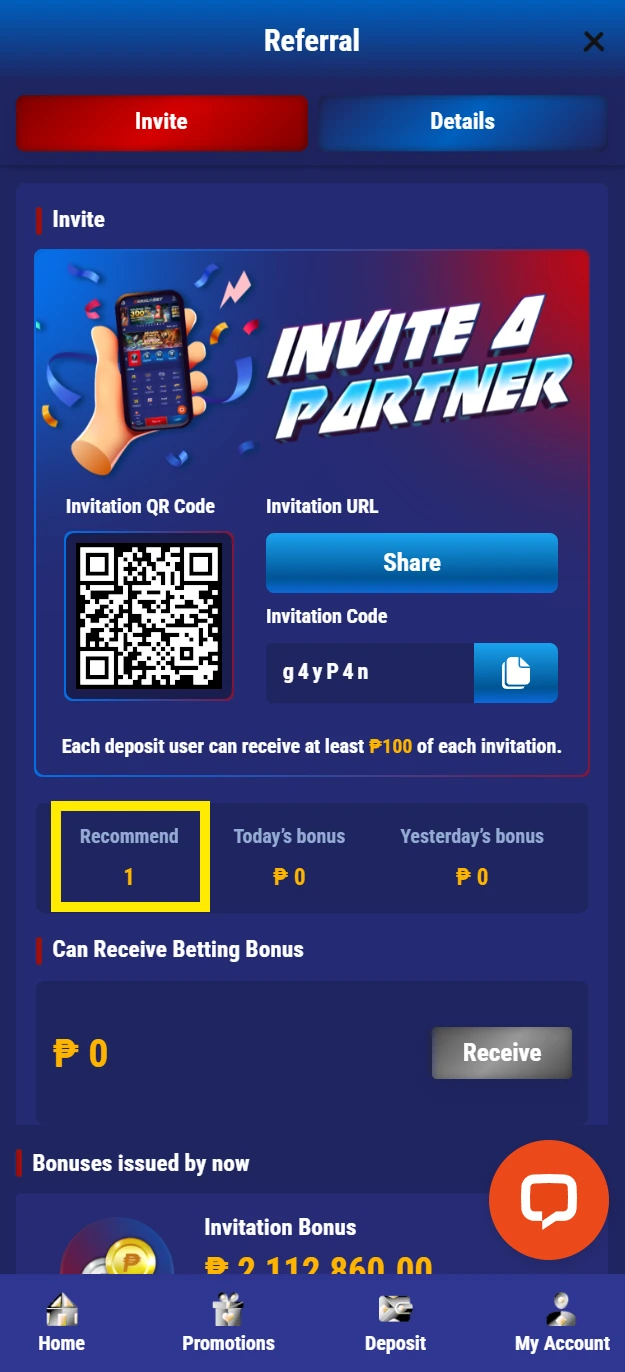 Referral
Invite
Details
Invite
INVITE A
PARTNER
Invitation QR Code
Invitation URL
Share
Invitation Code
g4yP4n
Each deposit user can receive at least ₱100 of each invitation.
Recommend
Today's bonus
Yesterday's bonus
1
₱ 0
₱ 0
Can Receive Betting Bonus
₱ 0
Receive
Bonuses issued by now
Invitation Bonus
₱ 2,112,860.00
Home
Promotions
Deposit
My Account